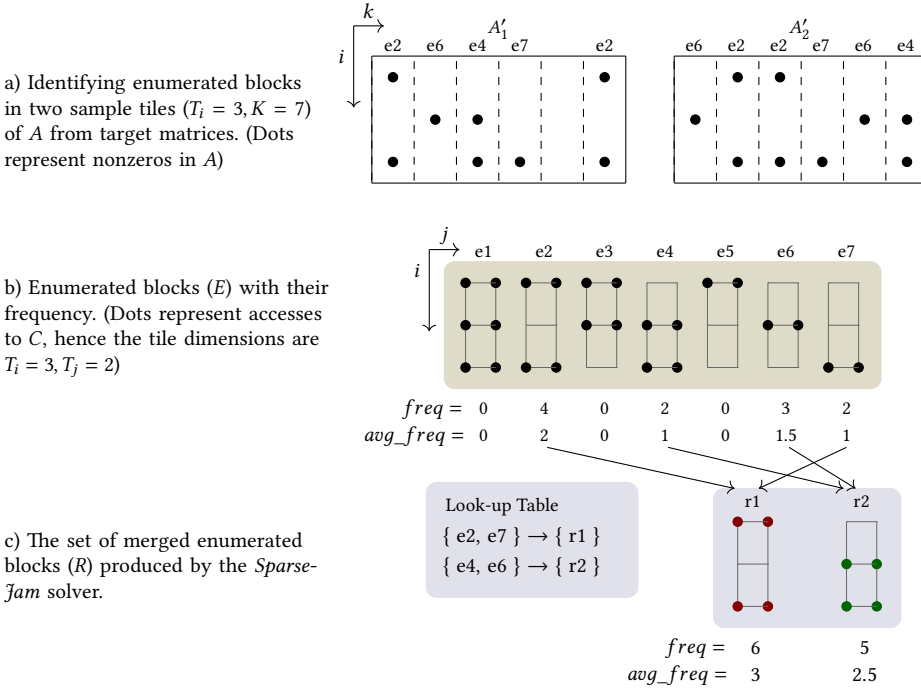 k
i
A′₁
A′₂
e2 e6 e4 e7 e2
e6 e2 e2 e7 e6 e4
a) Identifying enumerated blocks
in two sample tiles (Tᵢ = 3, K = 7)
of A from target matrices. (Dots
represent nonzeros in A)
j
i
e1 e2 e3 e4 e5 e6 e7
b) Enumerated blocks (E) with their
frequency. (Dots represent accesses
to C, hence the tile dimensions are
Tᵢ = 3, Tⱼ = 2)
freq = 0 4 0 2 0 3 2
avg_freq = 0 2 0 1 0 1.5 1
c) The set of merged enumerated
blocks (R) produced by the Sparse-
Jam solver.
Look-up Table
{ e2, e7 } → { r1 }
{ e4, e6 } → { r2 }
r1 r2
freq = 6 5
avg_freq = 3 2.5